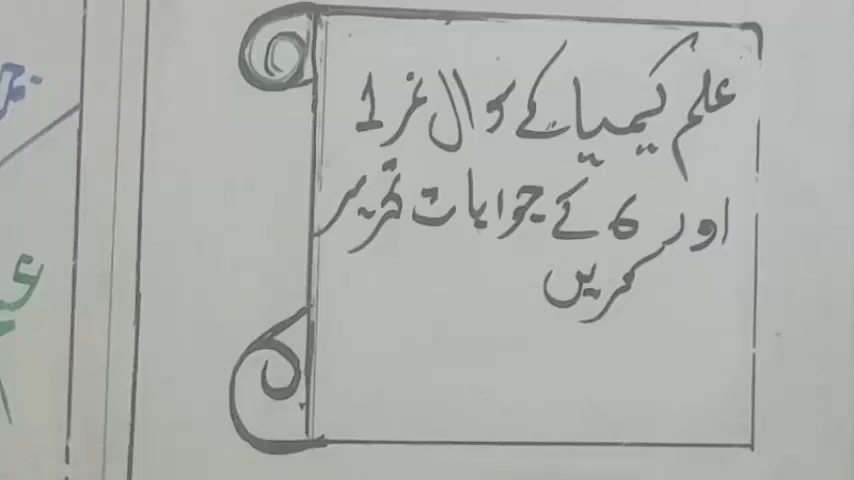 علم کیمیا کے سوال نمبر 1
اور 6 کے جوابات تحریر
کریں